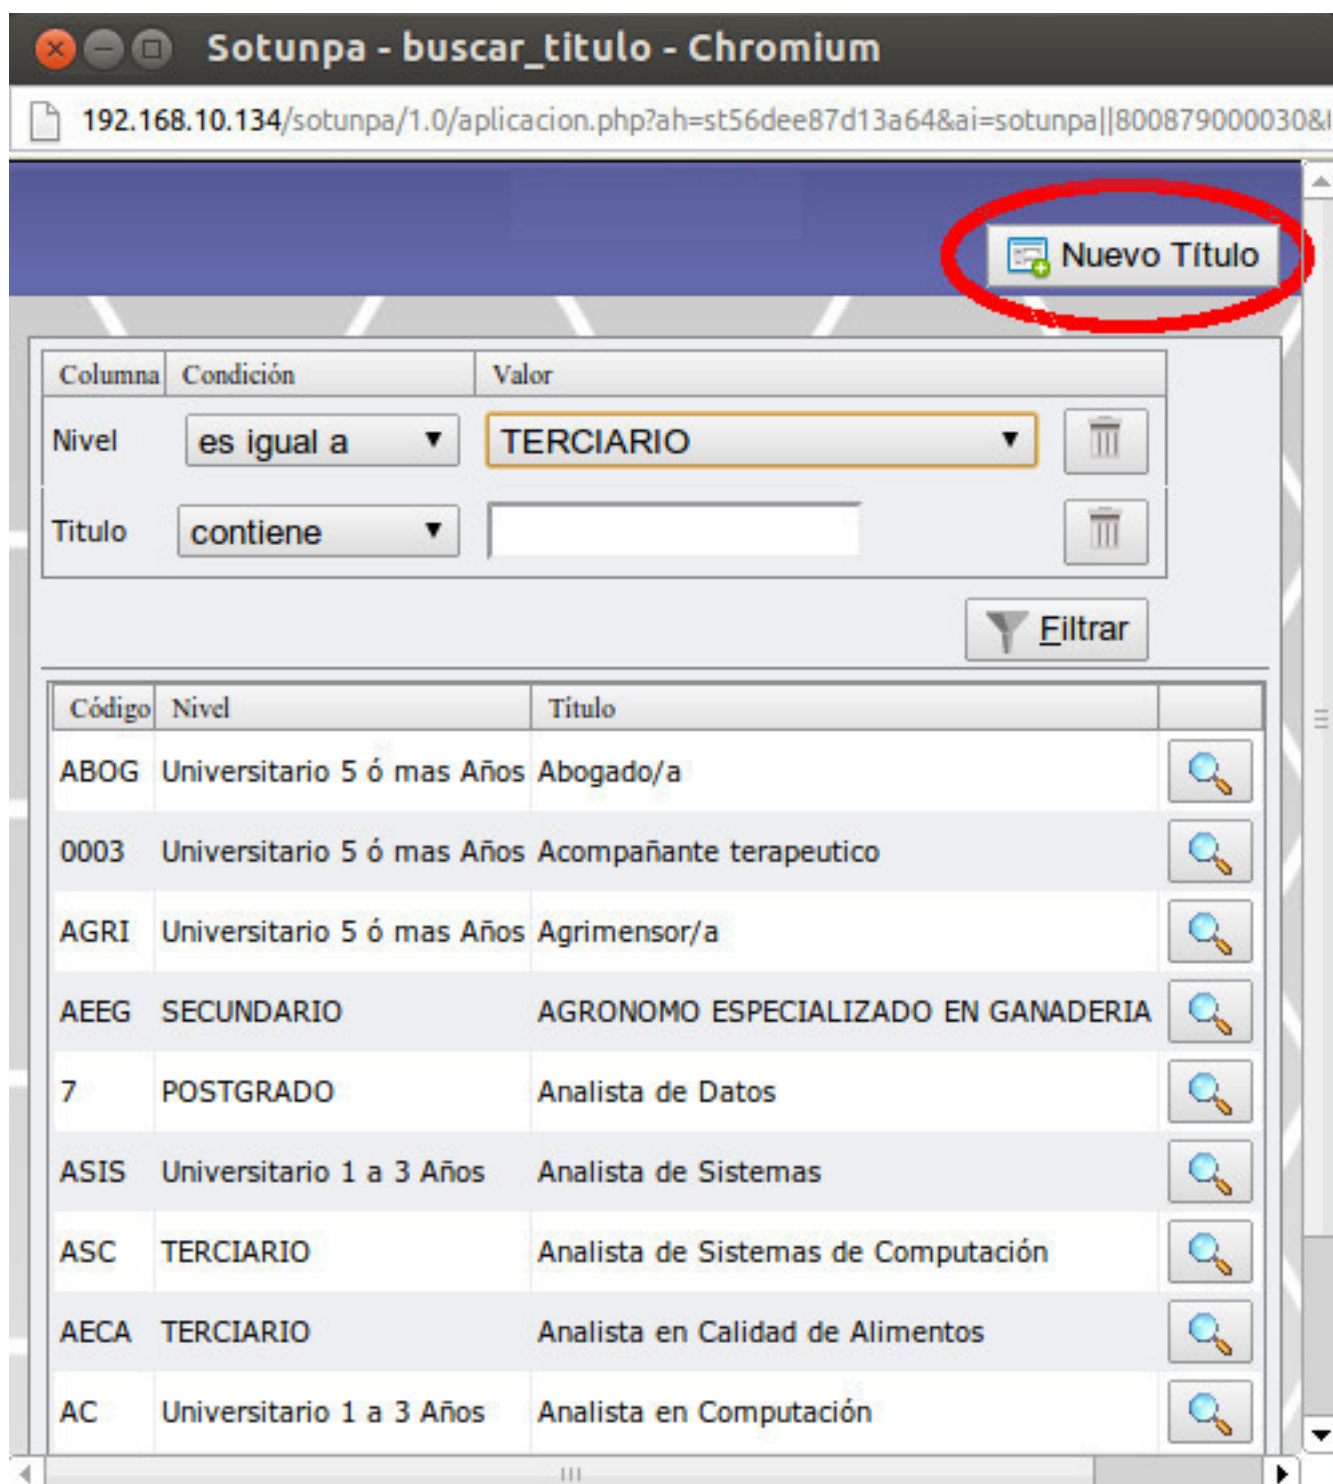 Sotunpa - buscar_titulo - Chromium
192.168.10.134/sotunpa/1.0/aplicacion.php?ah=st56dee87d13a64&ai=sotunpa||800879000030&
Nuevo Título
Columna Condición Valor
Nivel es igual a TERCIARIO
Titulo contiene
Filtrar
Código Nivel Título
ABOG Universitario 5 ó mas Años Abogado/a
0003 Universitario 5 ó mas Años Acompañante terapeutico
AGRI Universitario 5 ó mas Años Agrimensor/a
AEEG SECUNDARIO AGRONOMO ESPECIALIZADO EN GANADERIA
7 POSTGRADO Analista de Datos
ASIS Universitario 1 a 3 Años Analista de Sistemas
ASC TERCIARIO Analista de Sistemas de Computación
AECA TERCIARIO Analista en Calidad de Alimentos
AC Universitario 1 a 3 Años Analista en Computación